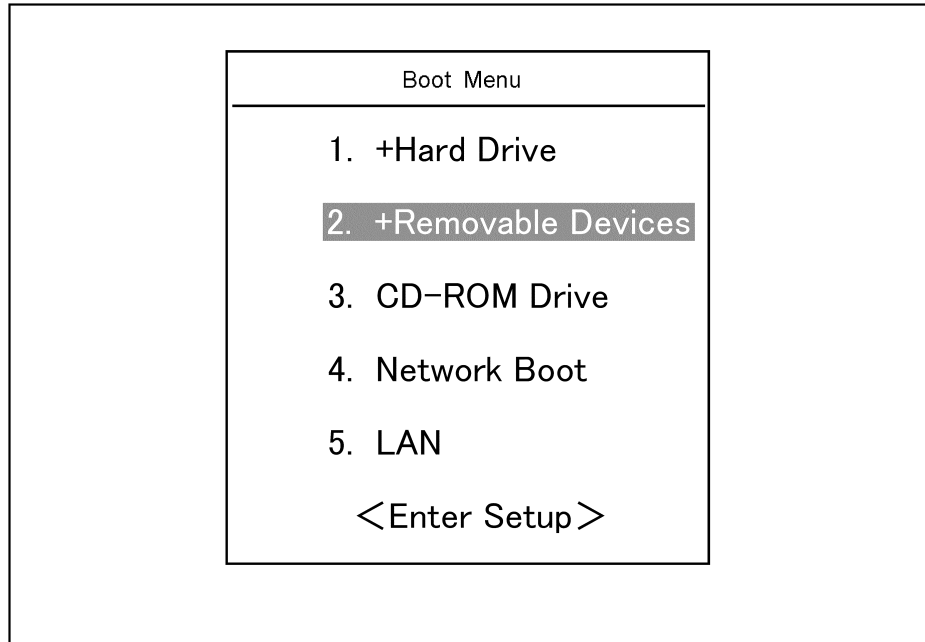 Boot Menu
1. +Hard Drive
2. +Removable Devices
3. CD-ROM Drive
4. Network Boot
5. LAN
<Enter Setup>